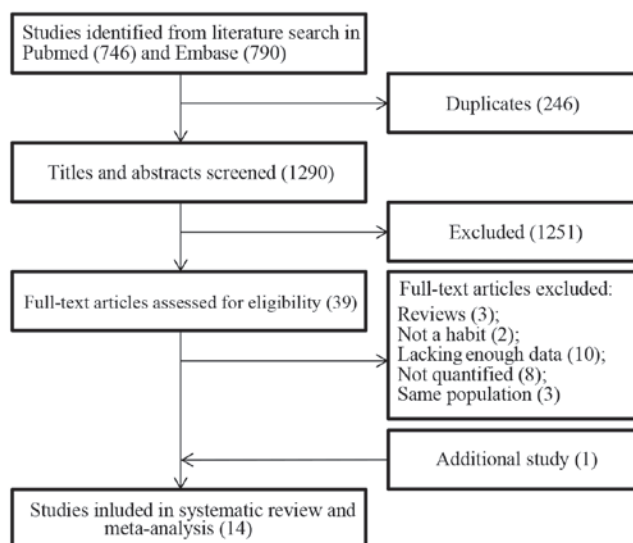 Studies identified from literature search in
Pubmed (746) and Embase (790)
Duplicates (246)
Titles and abstracts screened (1290)
Excluded (1251)
Full-text articles assessed for eligibility (39)
Full-text articles excluded:
Reviews (3);
Not a habit (2);
Lacking enough data (10);
Not quantified (8);
Same population (3)
Additional study (1)
Studies inluded in systematic review and
meta-analysis (14)